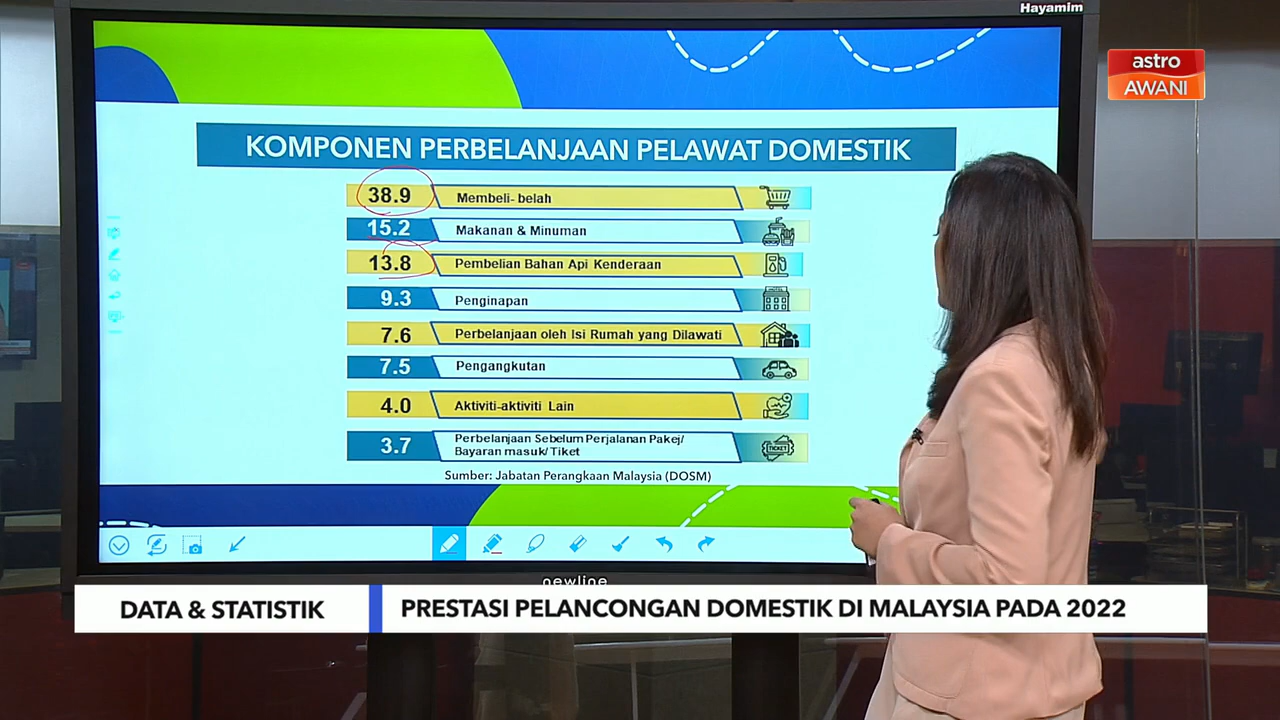 Hayamim
astro
AWANI
KOMPONEN PERBELANJAAN PELAWAT DOMESTIK
38.9 Membeli- belah
15.2 Makanan & Minuman
13.8 Pembelian Bahan Api Kenderaan
9.3 Penginapan
7.6 Perbelanjaan oleh Isi Rumah yang Dilawati
7.5 Pengangkutan
4.0 Aktiviti-aktiviti Lain
3.7 Perbelanjaan Sebelum Perjalanan Pakej/
Bayaran masuk/ Tiket
TICKET
Sumber: Jabatan Perangkaan Malaysia (DOSM)
newline
DATA & STATISTIK
PRESTASI PELANCONGAN DOMESTIK DI MALAYSIA PADA 2022